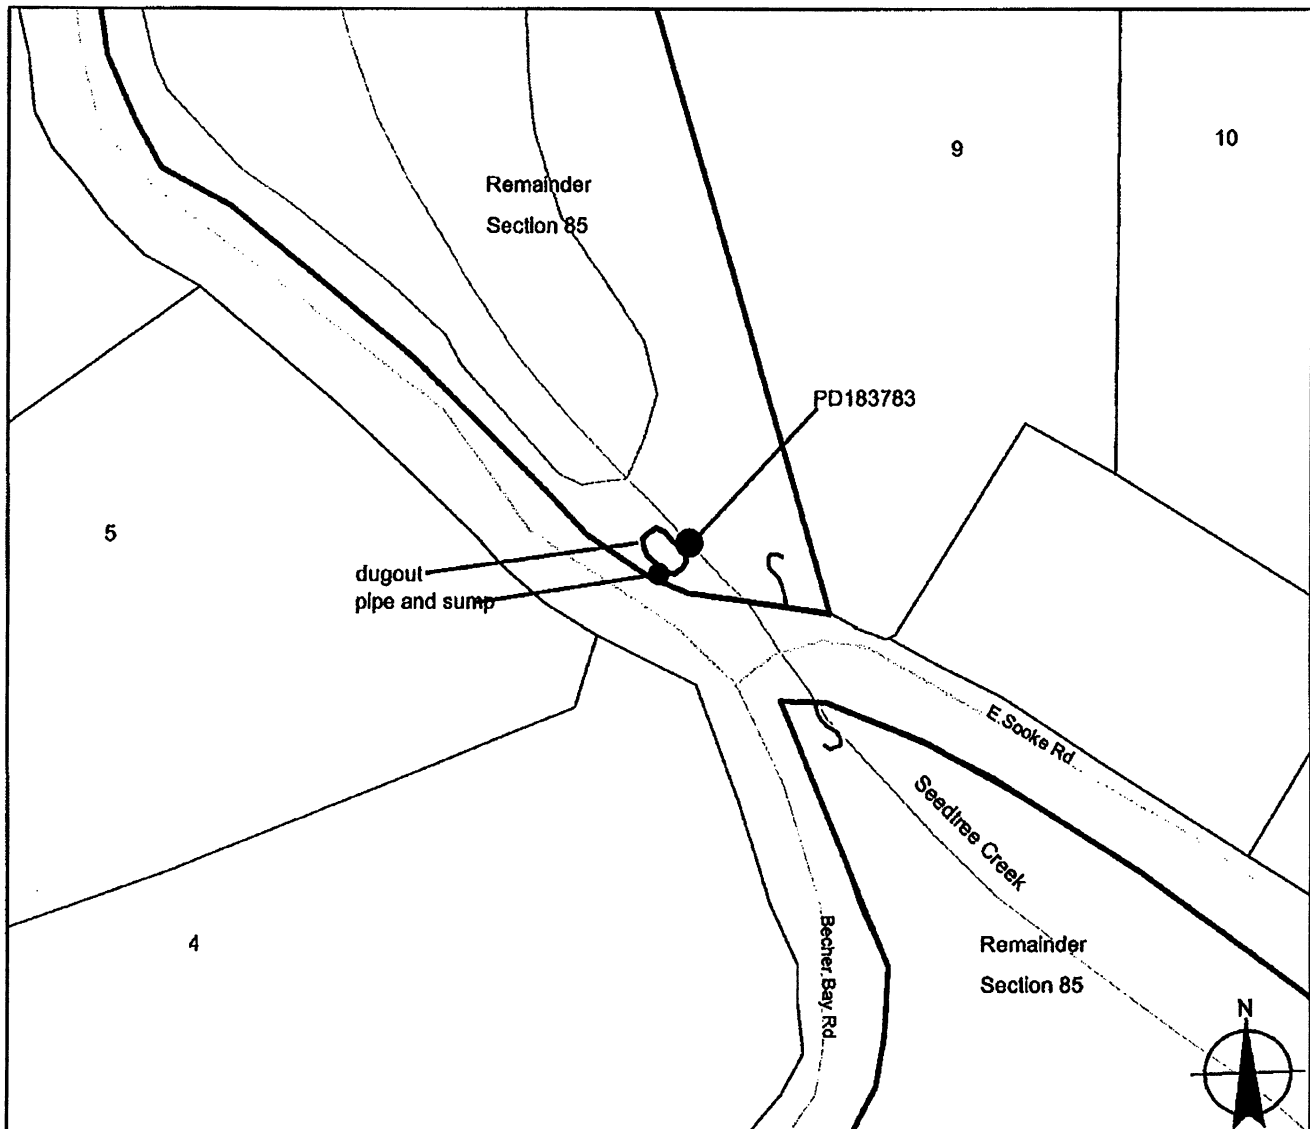 9
10
Remainder
Section 85
PD183783
5
dugout
pipe and sump
E.Sooke Rd
Seedtree Creek
4
Becher.Bay.Rd
Remainder
Section 85
N